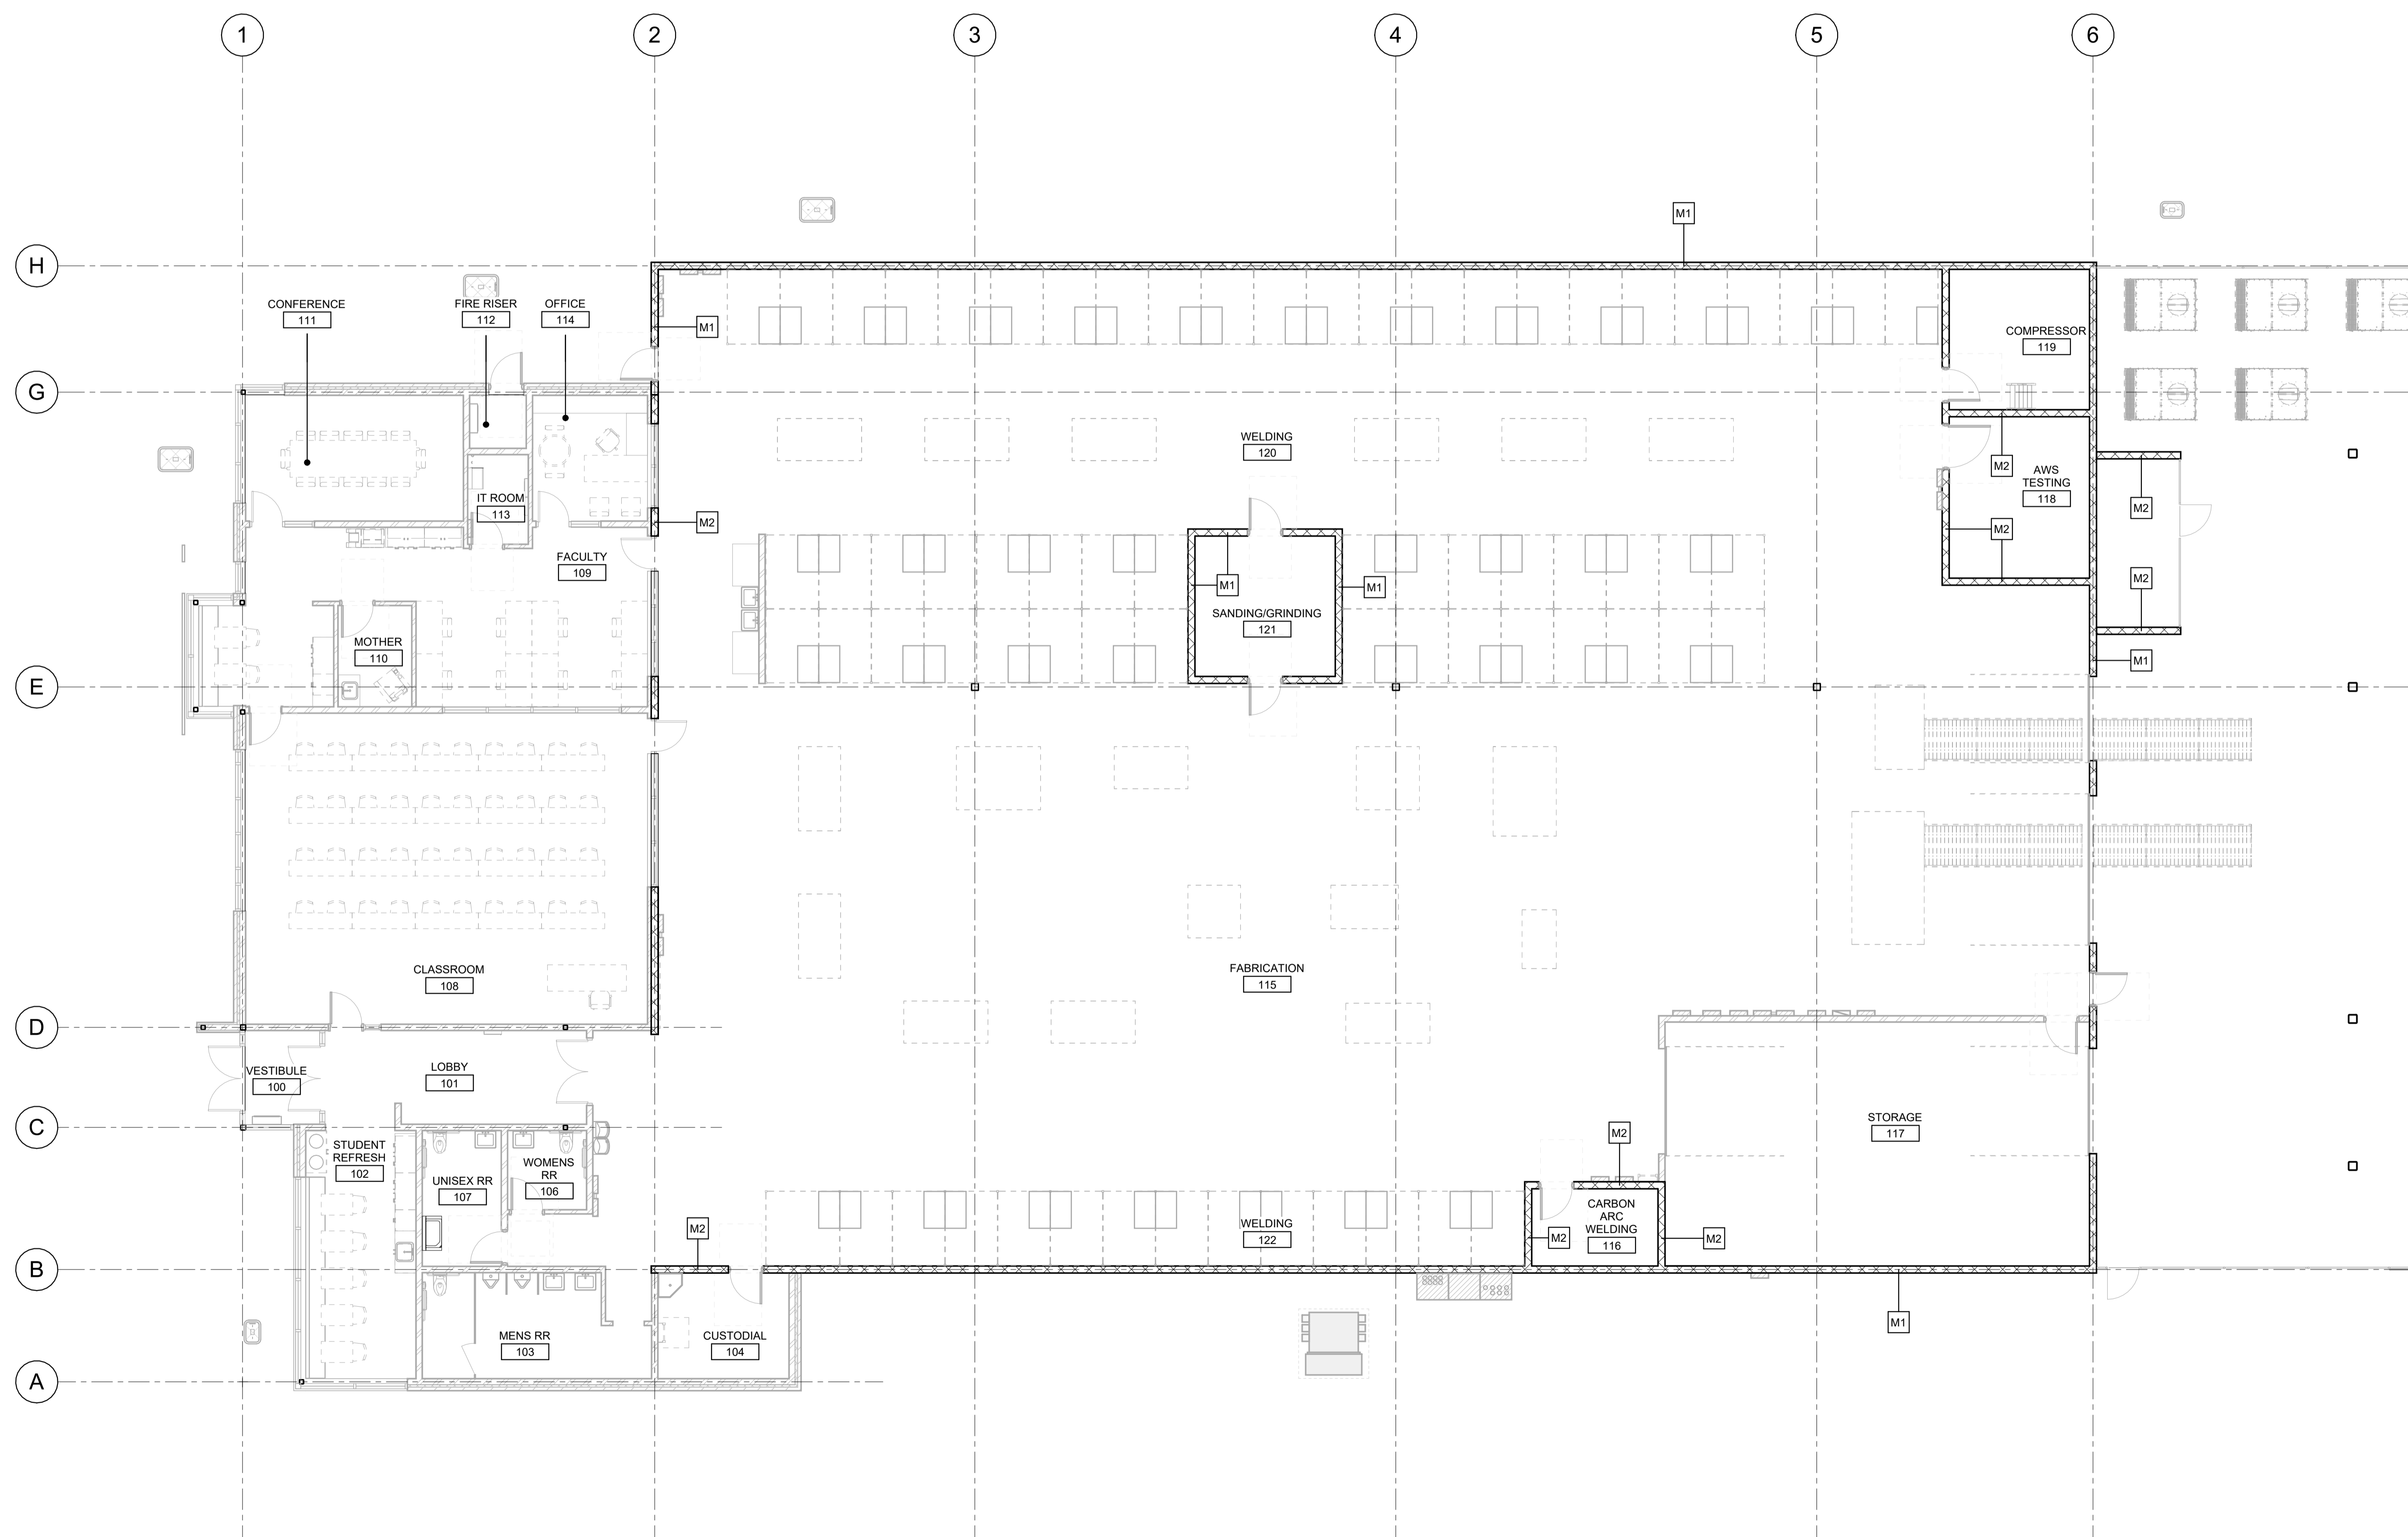 1
2
3
4
5
6
M1
H
CONFERENCE
111
FIRE RISER
112
OFFICE
114
M1
COMPRESSOR
119
G
WELDING
120
M2
AWS
TESTING
118
IT ROOM
113
M2
M2
M2
FACULTY
109
M1
M1
M2
SANDING/GRINDING
121
MOTHER
110
M1
E
CLASSROOM
108
FABRICATION
115
D
VESTIBULE
100
LOBBY
101
C
STORAGE
117
M2
STUDENT
REFRESH
102
UNISEX RR
107
WOMENS
RR
106
M2
WELDING
122
CARBON
ARC
WELDING
116
M2
M2
B
MENS RR
103
CUSTODIAL
104
M1
A